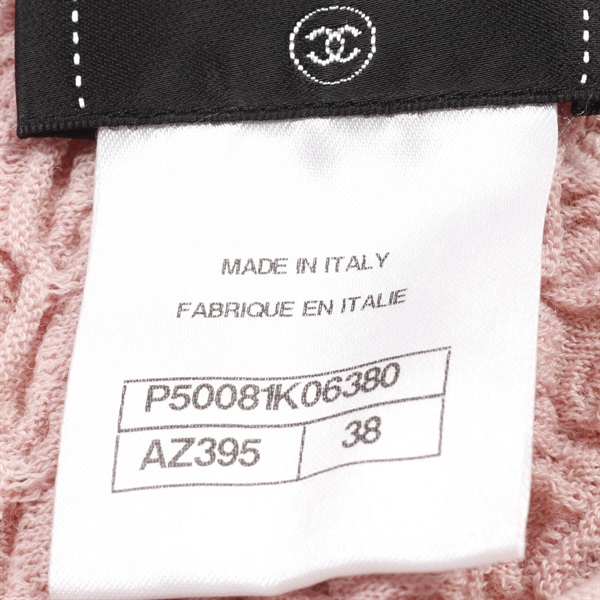 MADE IN ITALY
FABRIQUE EN ITALIE
P50081K06380
AZ395 38